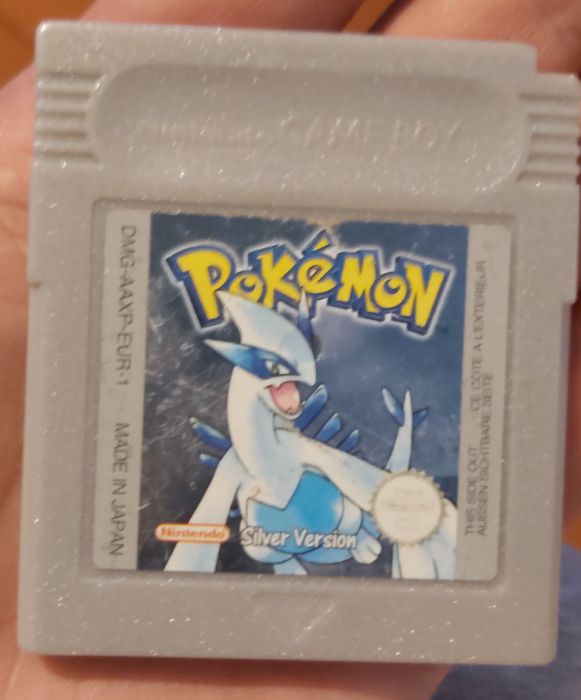 Nintendo GAME BOY
DMG-AAXP-EUR-1 MADE IN JAPAN
POKéMON
Nintendo
Silver Version
THIS SIDE OUT CE COTE A L'EXTERIEUR
AUSSEN SICHTBARE SEITE